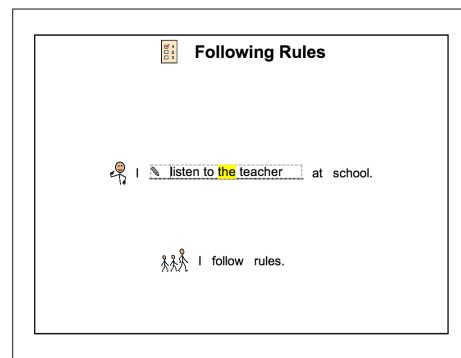 Following Rules
I listen to the teacher at school.
I follow rules.